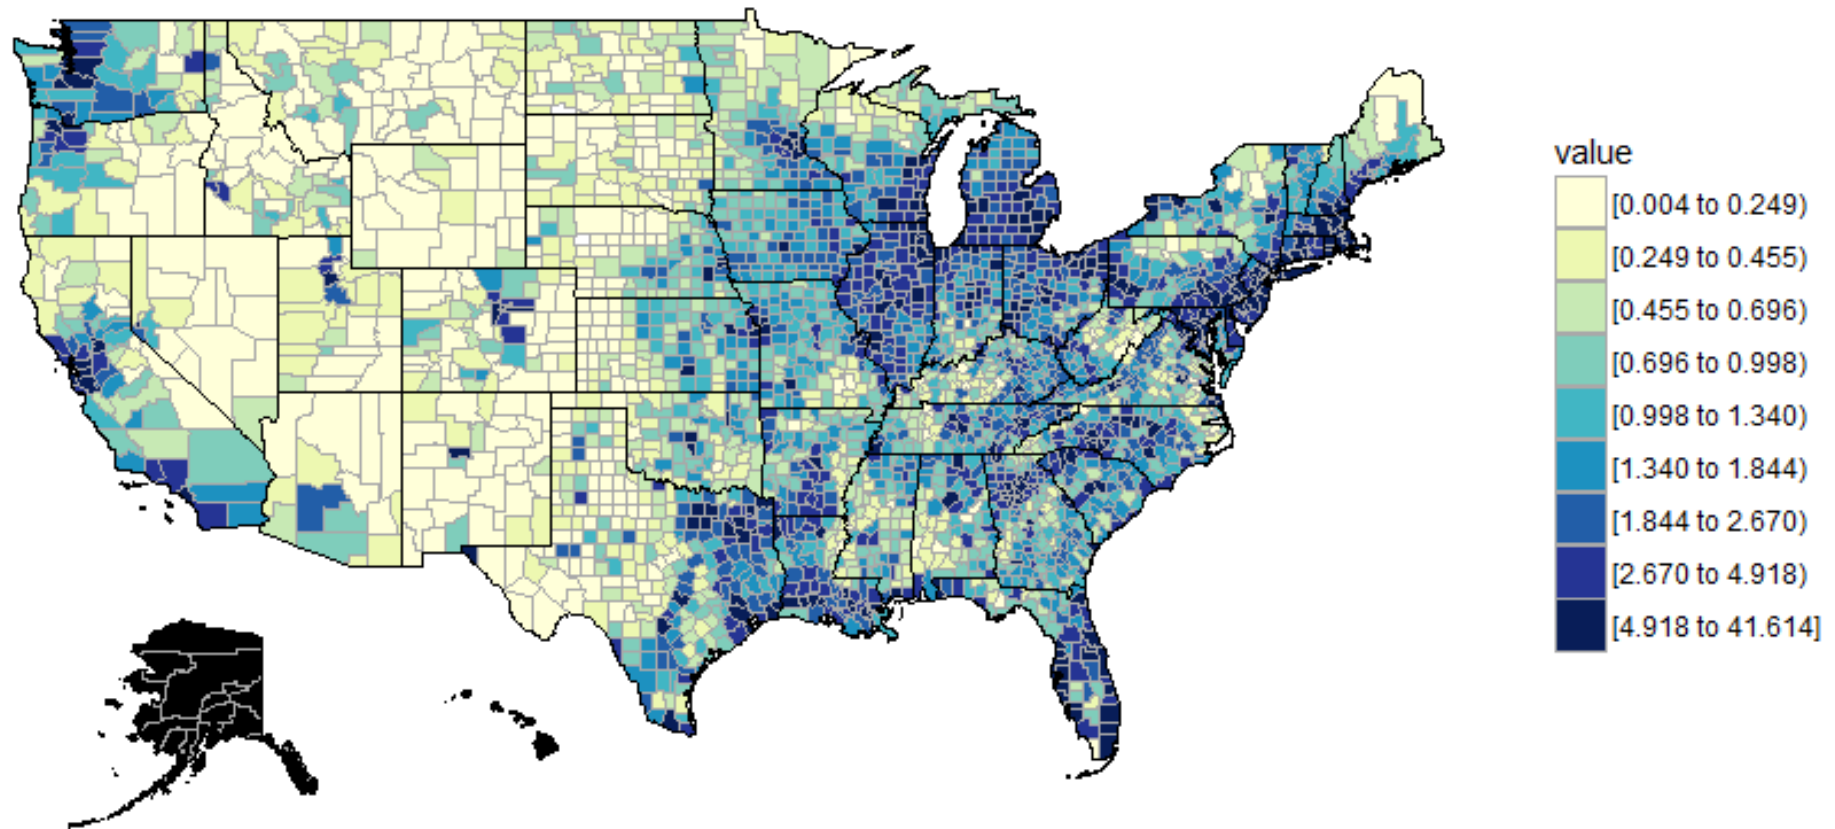 value
[0.004 to 0.249)
[0.249 to 0.455)
[0.455 to 0.696)
[0.696 to 0.998)
[0.998 to 1.340)
[1.340 to 1.844)
[1.844 to 2.670)
[2.670 to 4.918)
[4.918 to 41.614]